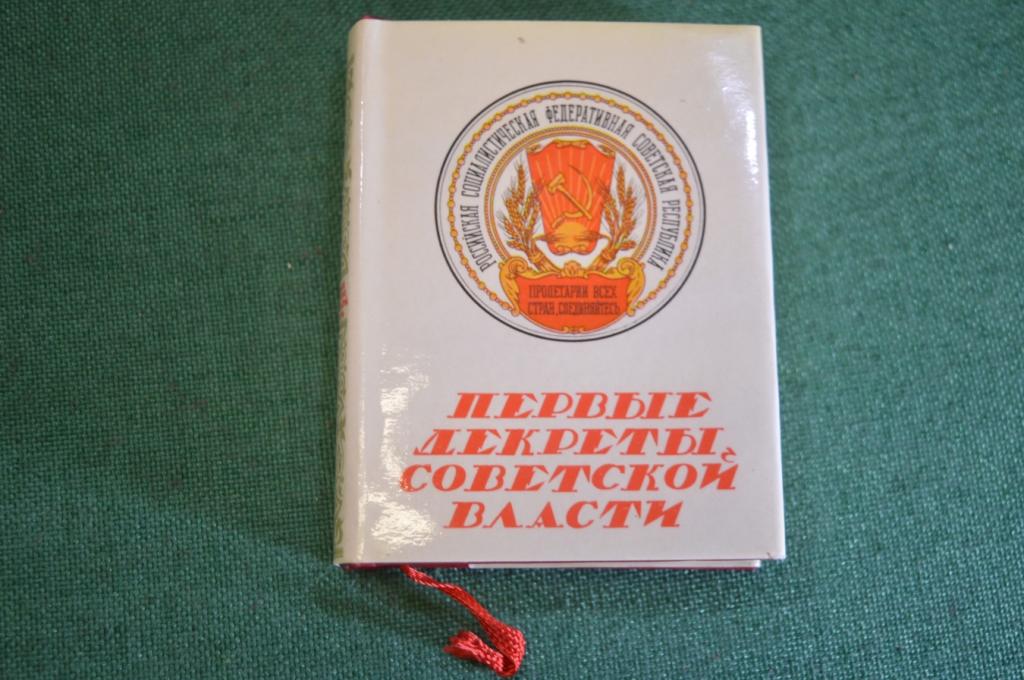 РОССИЙСКАЯ СОЦИАЛИСТИЧЕСКАЯ ФЕДЕРАТИВНАЯ СОВЕТСКАЯ РЕСПУБЛИКА
ПРОЛЕТАРИИ ВСЕХ
СТРАН, СОЕДИНЯЙТЕСЬ
ПЕРВЫЕ
ДЕКРЕТЫ
СОВЕТСКОЙ
ВЛАСТИ